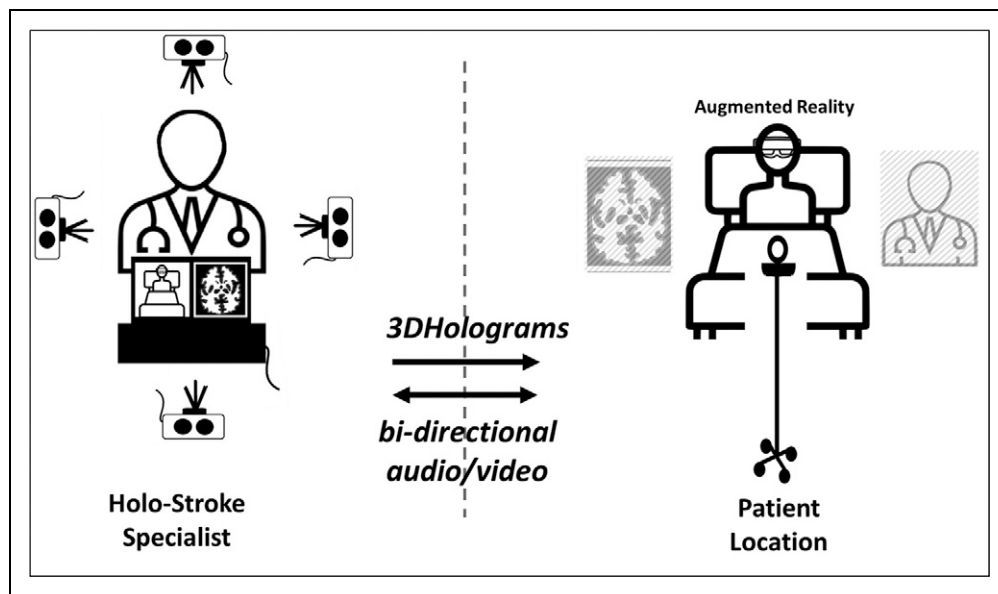 Augmented Reality
3DHolograms
bi-directional
audio/video
Holo-Stroke
Specialist
Patient
Location